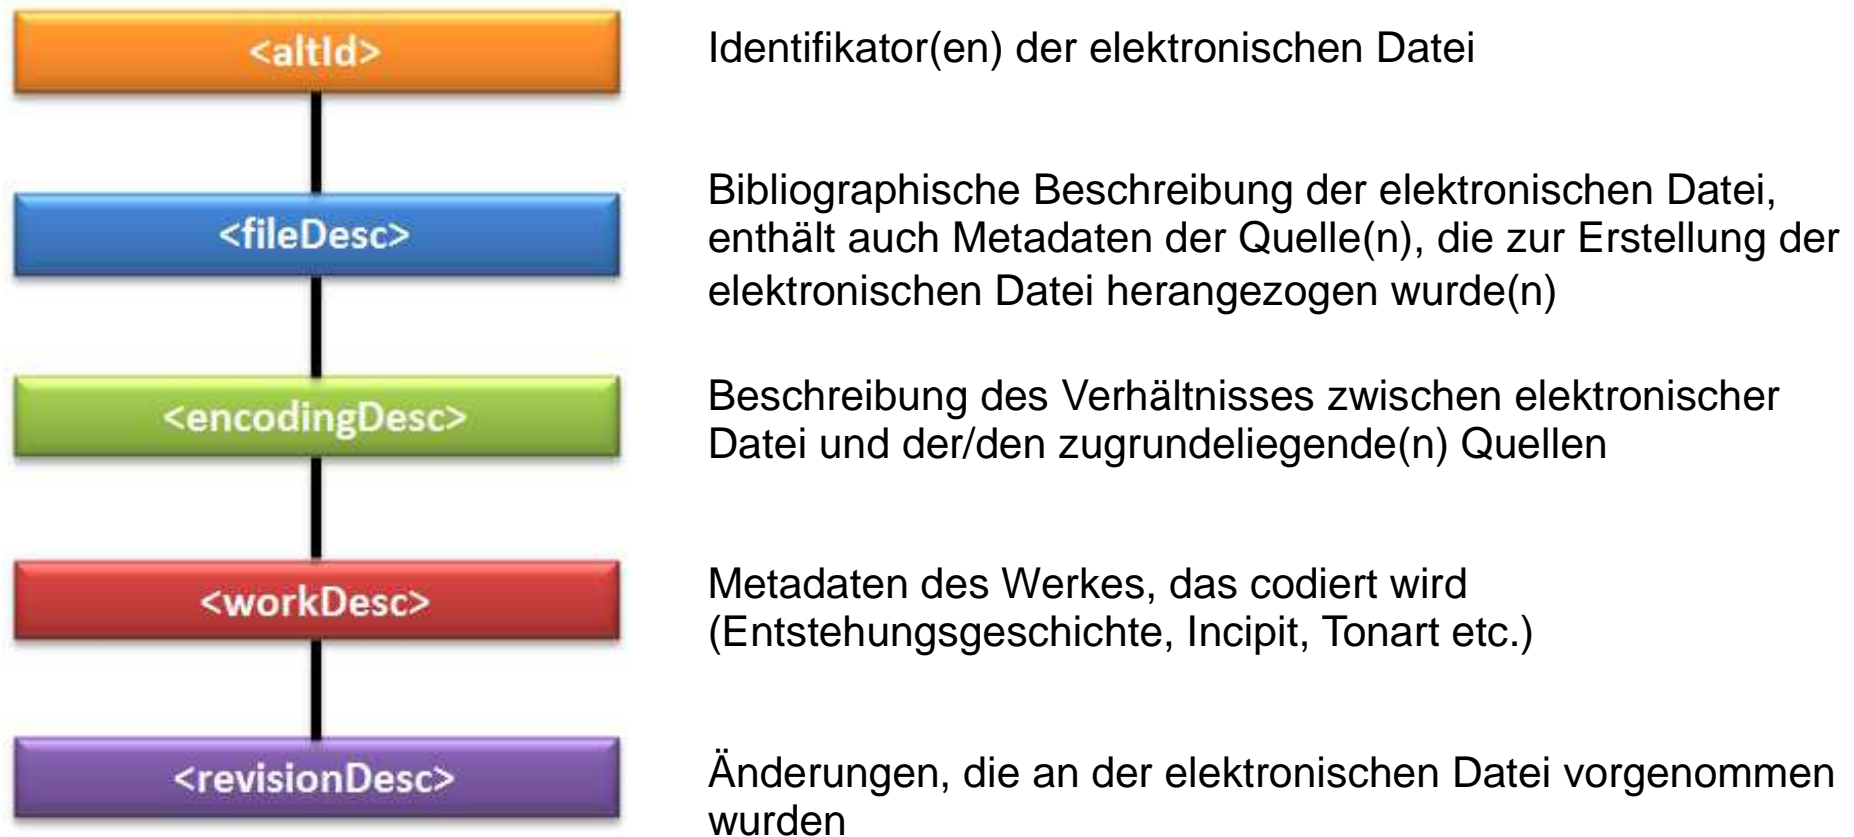 <altId>
Identifikator(en) der elektronischen Datei
<fileDesc>
Bibliographische Beschreibung der elektronischen Datei,
enthält auch Metadaten der Quelle(n), die zur Erstellung der
elektronischen Datei herangezogen wurde(n)
<encodingDesc>
Beschreibung des Verhältnisses zwischen elektronischer
Datei und der/den zugrundeliegende(n) Quellen
<workDesc>
Metadaten des Werkes, das codiert wird
(Entstehungsgeschichte, Incipit, Tonart etc.)
<revisionDesc>
Änderungen, die an der elektronischen Datei vorgenommen
wurden